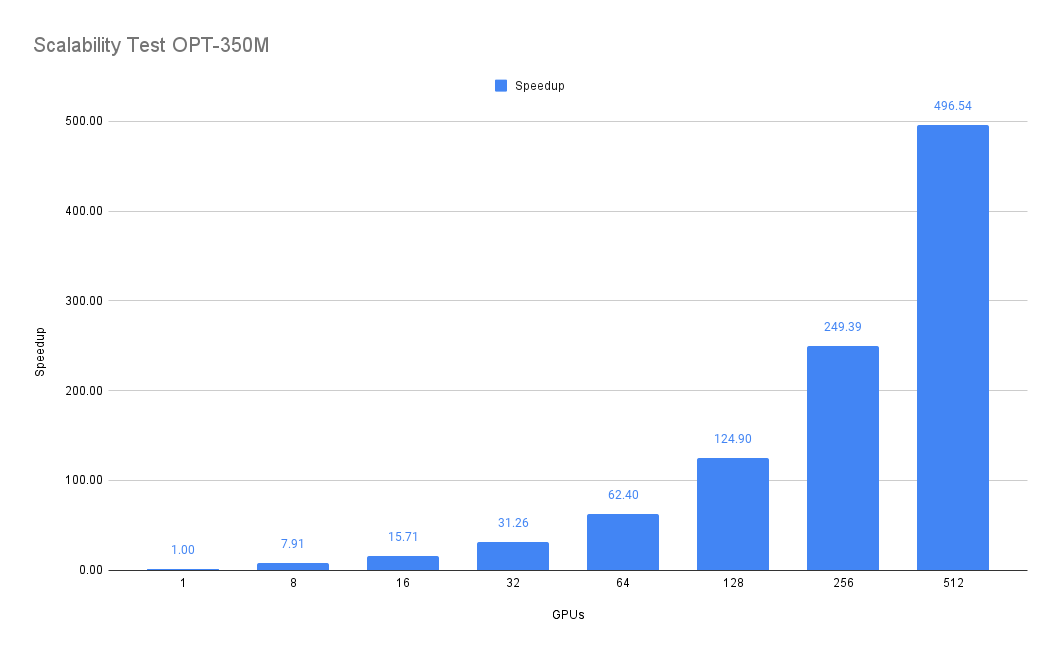 Scalability Test OPT-350M
Speedup
496.54
500.00
400.00
249.39
300.00
Speedup
200.00
124.90
62.40
100.00
31.26
15.71
7.91
1.00
0.00
1 8 16 32 64 128 256 512
GPUs